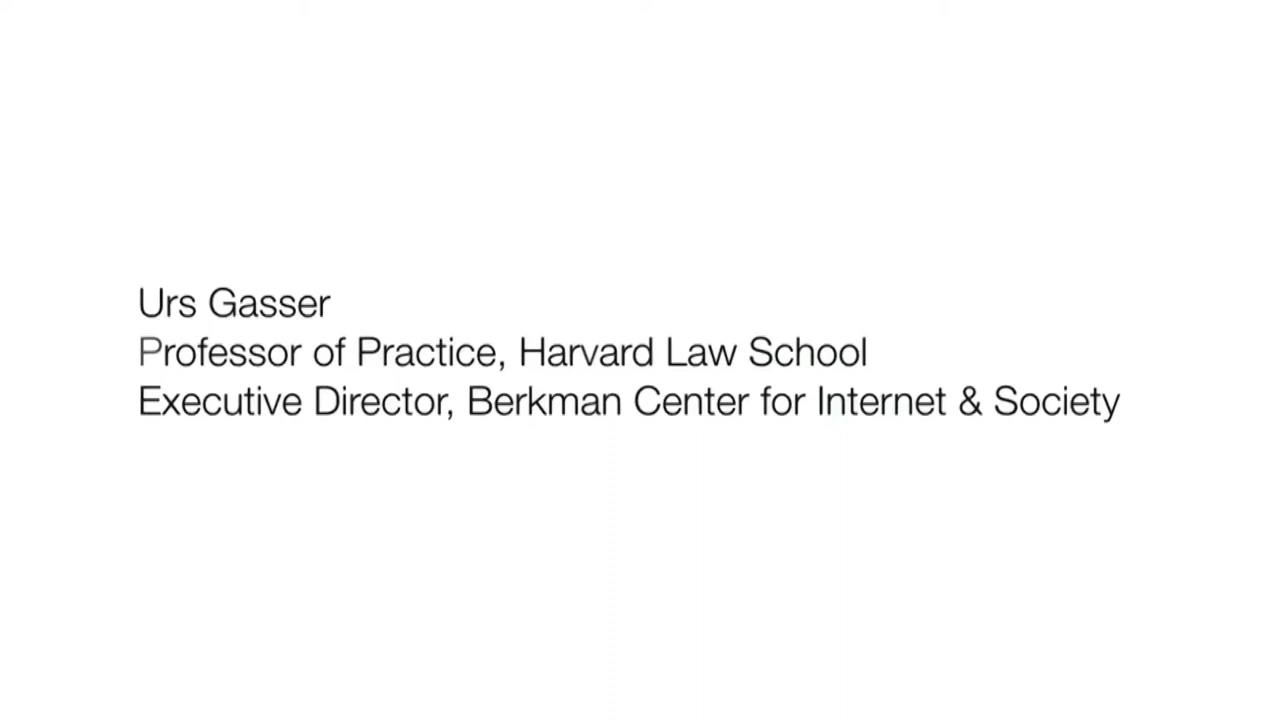 Urs Gasser
Professor of Practice, Harvard Law School
Executive Director, Berkman Center for Internet & Society